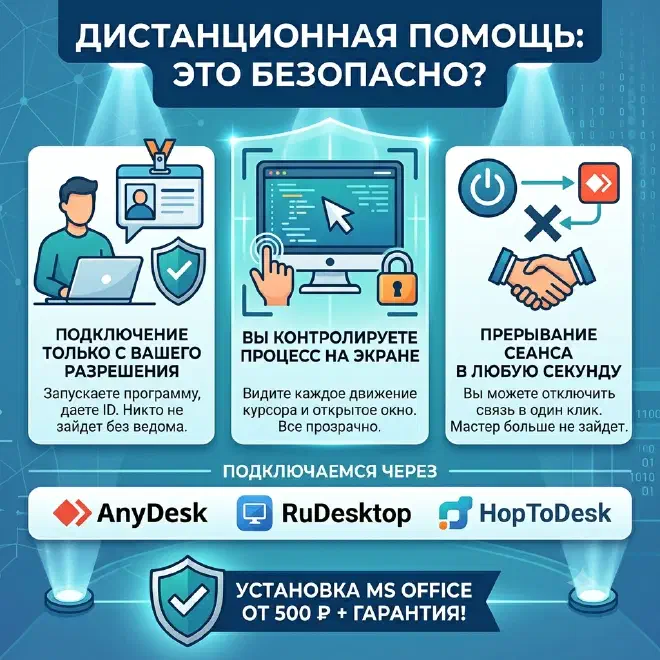 ДИСТАНЦИОННАЯ ПОМОЩЬ:
ЭТО БЕЗОПАСНО?
ПОДКЛЮЧЕНИЕ
ТОЛЬКО С ВАШЕГО
РАЗРЕШЕНИЯ
Запускаете программу,
даете ID. Никто не
зайдет без ведома.
ВЫ КОНТРОЛИРУЕТЕ
ПРОЦЕСС НА ЭКРАНЕ
Видите каждое движение
курсора и открытое окно.
Все прозрачно.
ПРЕРЫВАНИЕ
СЕАНСА
В ЛЮБУЮ СЕКУНДУ
Вы можете отключить
связь в один клик.
Мастер больше не зайдет.
ПОДКЛЮЧАЕМСЯ ЧЕРЕЗ
AnyDesk
RuDesktop
HopToDesk
УСТАНОВКА MS OFFICE
ОТ 500 ₽ + ГАРАНТИЯ!